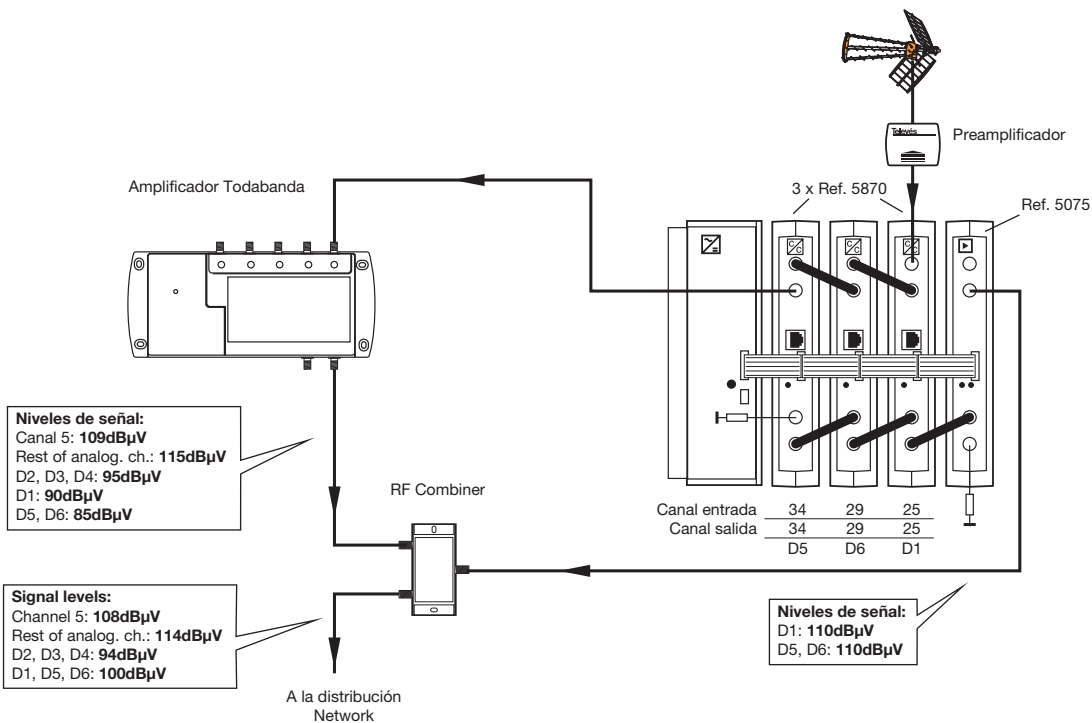 Televés
Preamplificador
3 x Ref. 5870
Ref. 5075
Amplificador Todabanda
C/C
C/C
C/C
Niveles de señal:
Canal 5: 109dBµV
Rest of analog. ch.: 115dBµV
D2, D3, D4: 95dBµV
D1: 90dBµV
D5, D6: 85dBµV
RF Combiner
Canal entrada 34 29 25
Canal salida 34 29 25
D5 D6 D1
Signal levels:
Channel 5: 108dBµV
Rest of analog. ch.: 114dBµV
D2, D3, D4: 94dBµV
D1, D5, D6: 100dBµV
Niveles de señal:
D1: 110dBµV
D5, D6: 110dBµV
A la distribución
Network